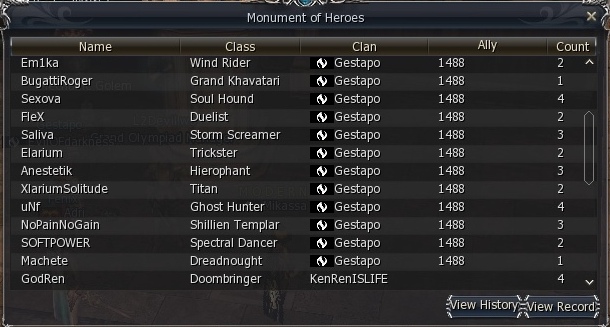 Monument of Heroes
Name Class Clan Ally Count
Em1ka Wind Rider Gestapo 1488 2
BugattiRoger Grand Khavatari Gestapo 1488 1
Sexova Soul Hound Gestapo 1488 4
FleX Duelist Gestapo 1488 2
Saliva Storm Screamer Gestapo 1488 3
Elarium Trickster Gestapo 1488 2
Anestetik Hierophant Gestapo 1488 3
XlariumSolitude Titan Gestapo 1488 2
uNf Ghost Hunter Gestapo 1488 4
NoPainNoGain Shillien Templar Gestapo 1488 3
SOFTPOWER Spectral Dancer Gestapo 1488 2
Machete Dreadnought Gestapo 1488 1
GodRen Doombringer KenRenISLIFE 4
View History View Record